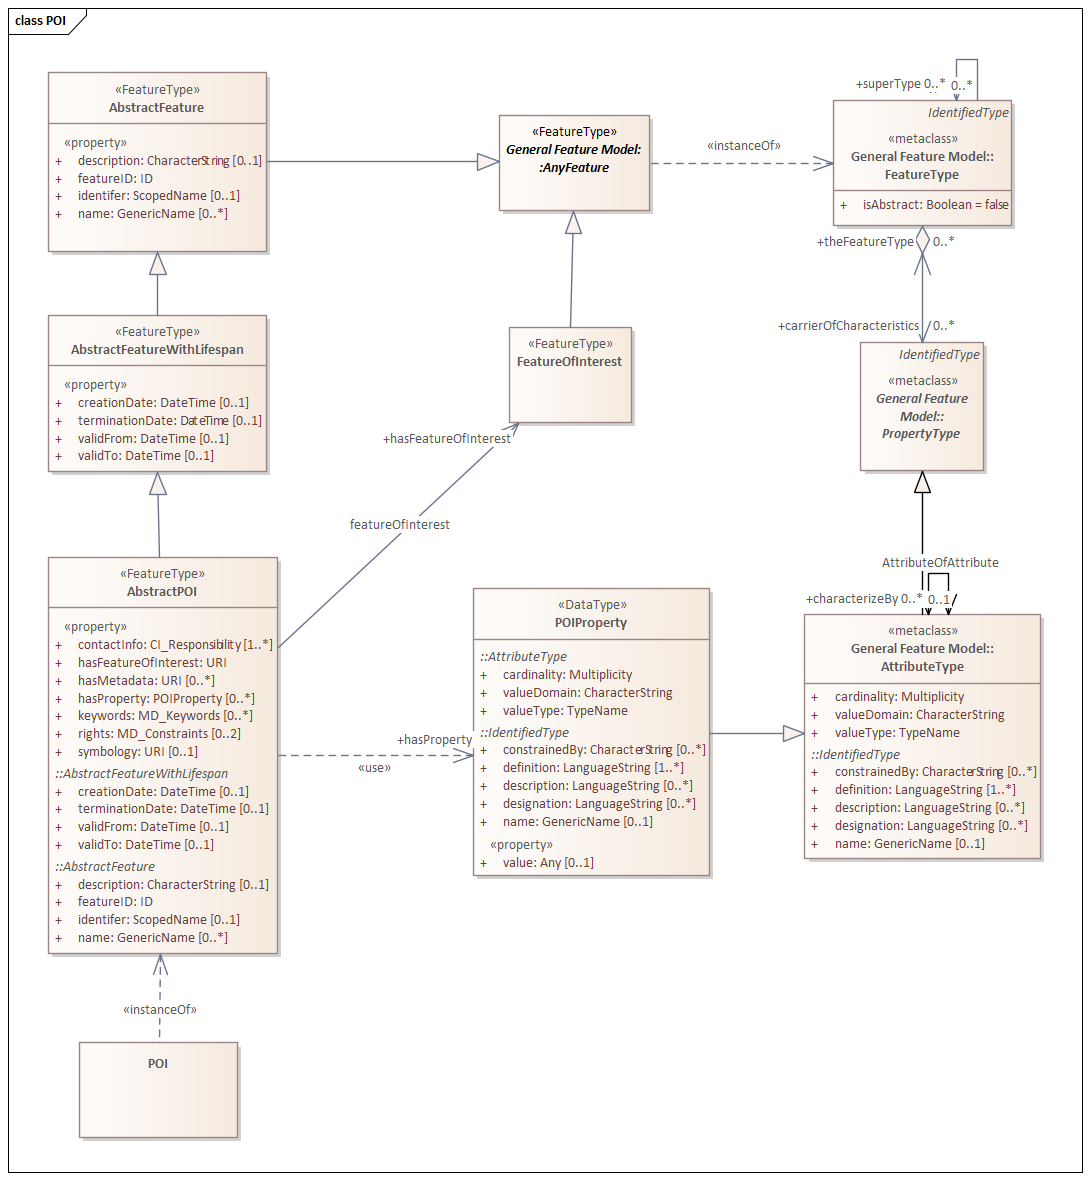 class POI
«FeatureType»
AbstractFeature
«property»
+ description: CharacterString [0..1]
+ featureID: ID
+ identifer: ScopedName [0..1]
+ name: GenericName [0..*]
«FeatureType»
General Feature Model:
:AnyFeature
«instanceOf»
+superType 0..*
0..*
IdentifiedType
«metaclass»
General Feature Model::
FeatureType
+ isAbstract: Boolean = false
+theFeatureType
0..*
+carrierOfCharacteristics
0..*
«FeatureType»
AbstractFeatureWithLifespan
«property»
+ creationDate: DateTime [0..1]
+ terminationDate: DateTime [0..1]
+ validFrom: DateTime [0..1]
+ validTo: DateTime [0..1]
«FeatureType»
FeatureOfInterest
IdentifiedType
«metaclass»
General Feature
Model::
PropertyType
+hasFeatureOfInterest
featureOfInterest
AttributeOfAttribute
+characterizeBy 0..*
0..1
«FeatureType»
AbstractPOI
«property»
+ contactInfo: CI_Responsibility [1..*]
+ hasFeatureOfInterest: URI
+ hasMetadata: URI [0..*]
+ hasProperty: POIProperty [0..*]
+ keywords: MD_Keywords [0..*]
+ rights: MD_Constraints [0..2]
+ symbology: URI [0..1]
::AbstractFeatureWithLifespan
+ creationDate: DateTime [0..1]
+ terminationDate: DateTime [0..1]
+ validFrom: DateTime [0..1]
+ validTo: DateTime [0..1]
::AbstractFeature
+ description: CharacterString [0..1]
+ featureID: ID
+ identifer: ScopedName [0..1]
+ name: GenericName [0..*]
+hasProperty
«use»
«DataType»
POIProperty
::AttributeType
+ cardinality: Multiplicity
+ valueDomain: CharacterString
+ valueType: TypeName
::IdentifiedType
+ constrainedBy: CharacterString [0..*]
+ definition: LanguageString [1..*]
+ description: LanguageString [0..*]
+ designation: LanguageString [0..*]
+ name: GenericName [0..1]
«property»
+ value: Any [0..1]
«metaclass»
General Feature Model::
AttributeType
+ cardinality: Multiplicity
+ valueDomain: CharacterString
+ valueType: TypeName
::IdentifiedType
+ constrainedBy: CharacterString [0..*]
+ definition: LanguageString [1..*]
+ description: LanguageString [0..*]
+ designation: LanguageString [0..*]
+ name: GenericName [0..1]
«instanceOf»
POI